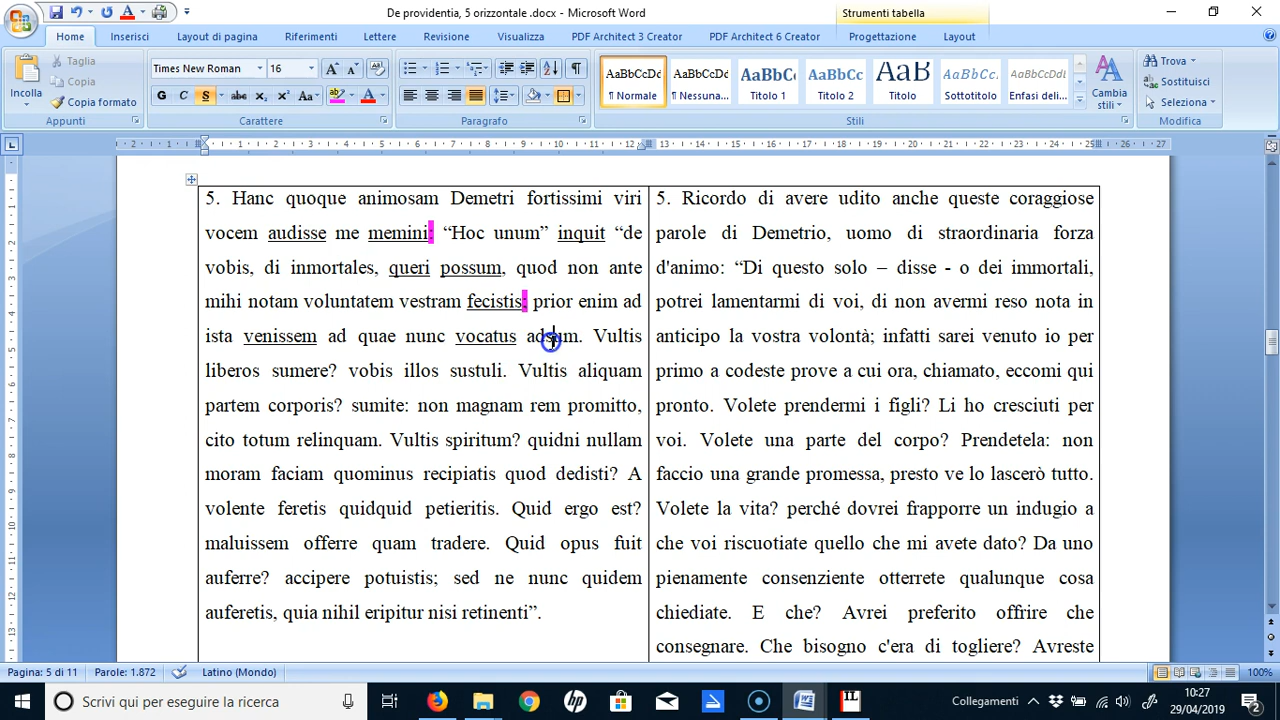 De providentia, 5 orizzontale .docx - Microsoft Word
Strumenti tabella
Home Inserisci Layout di pagina Riferimenti Lettere Revisione Visualizza PDF Architect 3 Creator PDF Architect 6 Creator Progettazione Layout
Incolla
Taglia
Copia
Copia formato
Times New Roman 16
AaBbCcDc AaBbCcDc AaBbC AaBbCc AaB AaBbCc AaBbCcDd
¶ Normale ¶ Nessuna... Titolo 1 Titolo 2 Titolo Sottotitolo Enfasi deli...
Cambia
stili
Trova
Sostituisci
Seleziona
Appunti Carattere Paragrafo Stili Modifica
5. Hanc quoque animosam Demetri fortissimi viri
vocem audisse me memini: “Hoc unum” inquit “de
vobis, di inmortales, queri possum, quod non ante
mihi notam voluntatem vestram fecistis; prior enim ad
ista venissem ad quae nunc vocatus adsum. Vultis
liberos sumere? vobis illos sustuli. Vultis aliquam
partem corporis? sumite: non magnam rem promitto,
cito totum relinquam. Vultis spiritum? quidni nullam
moram faciam quominus recipiatis quod dedisti? A
volente feretis quidquid petieritis. Quid ergo est?
maluissem offerre quam tradere. Quid opus fuit
auferre? accipere potuistis; sed ne nunc quidem
auferetis, quia nihil eripitur nisi retinenti”.
5. Ricordo di avere udito anche queste coraggiose
parole di Demetrio, uomo di straordinaria forza
d'animo: “Di questo solo – disse - o dei immortali,
potrei lamentarmi di voi, di non avermi reso nota in
anticipo la vostra volontà; infatti sarei venuto io per
primo a codeste prove a cui ora, chiamato, eccomi qui
pronto. Volete prendermi i figli? Li ho cresciuti per
voi. Volete una parte del corpo? Prendetela: non
faccio una grande promessa, presto ve lo lascerò tutto.
Volete la vita? perché dovrei frapporre un indugio a
che voi riscuotiate quello che mi avete dato? Da uno
pienamente consenziente otterrete qualunque cosa
chiediate. E che? Avrei preferito offrire che
consegnare. Che bisogno c'era di togliere? Avreste
Pagina: 5 di 11 Parole: 1.872 Latino (Mondo) 100%
Scrivi qui per eseguire la ricerca
Collegamenti
10:27
29/04/2019